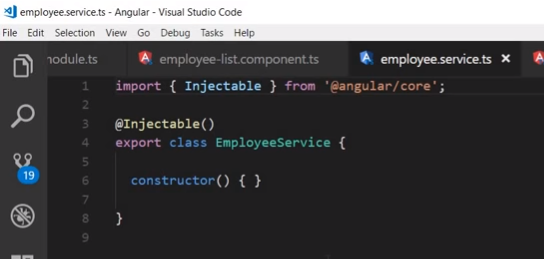 employee.service.ts - Angular - Visual Studio Code
File Edit Selection View Go Debug Tasks Help
module.ts employee-list.component.ts employee.service.ts ×
1 import { Injectable } from '@angular/core';
2
3 @Injectable()
4 export class EmployeeService {
5
6 constructor() { }
7
8 }
9
19